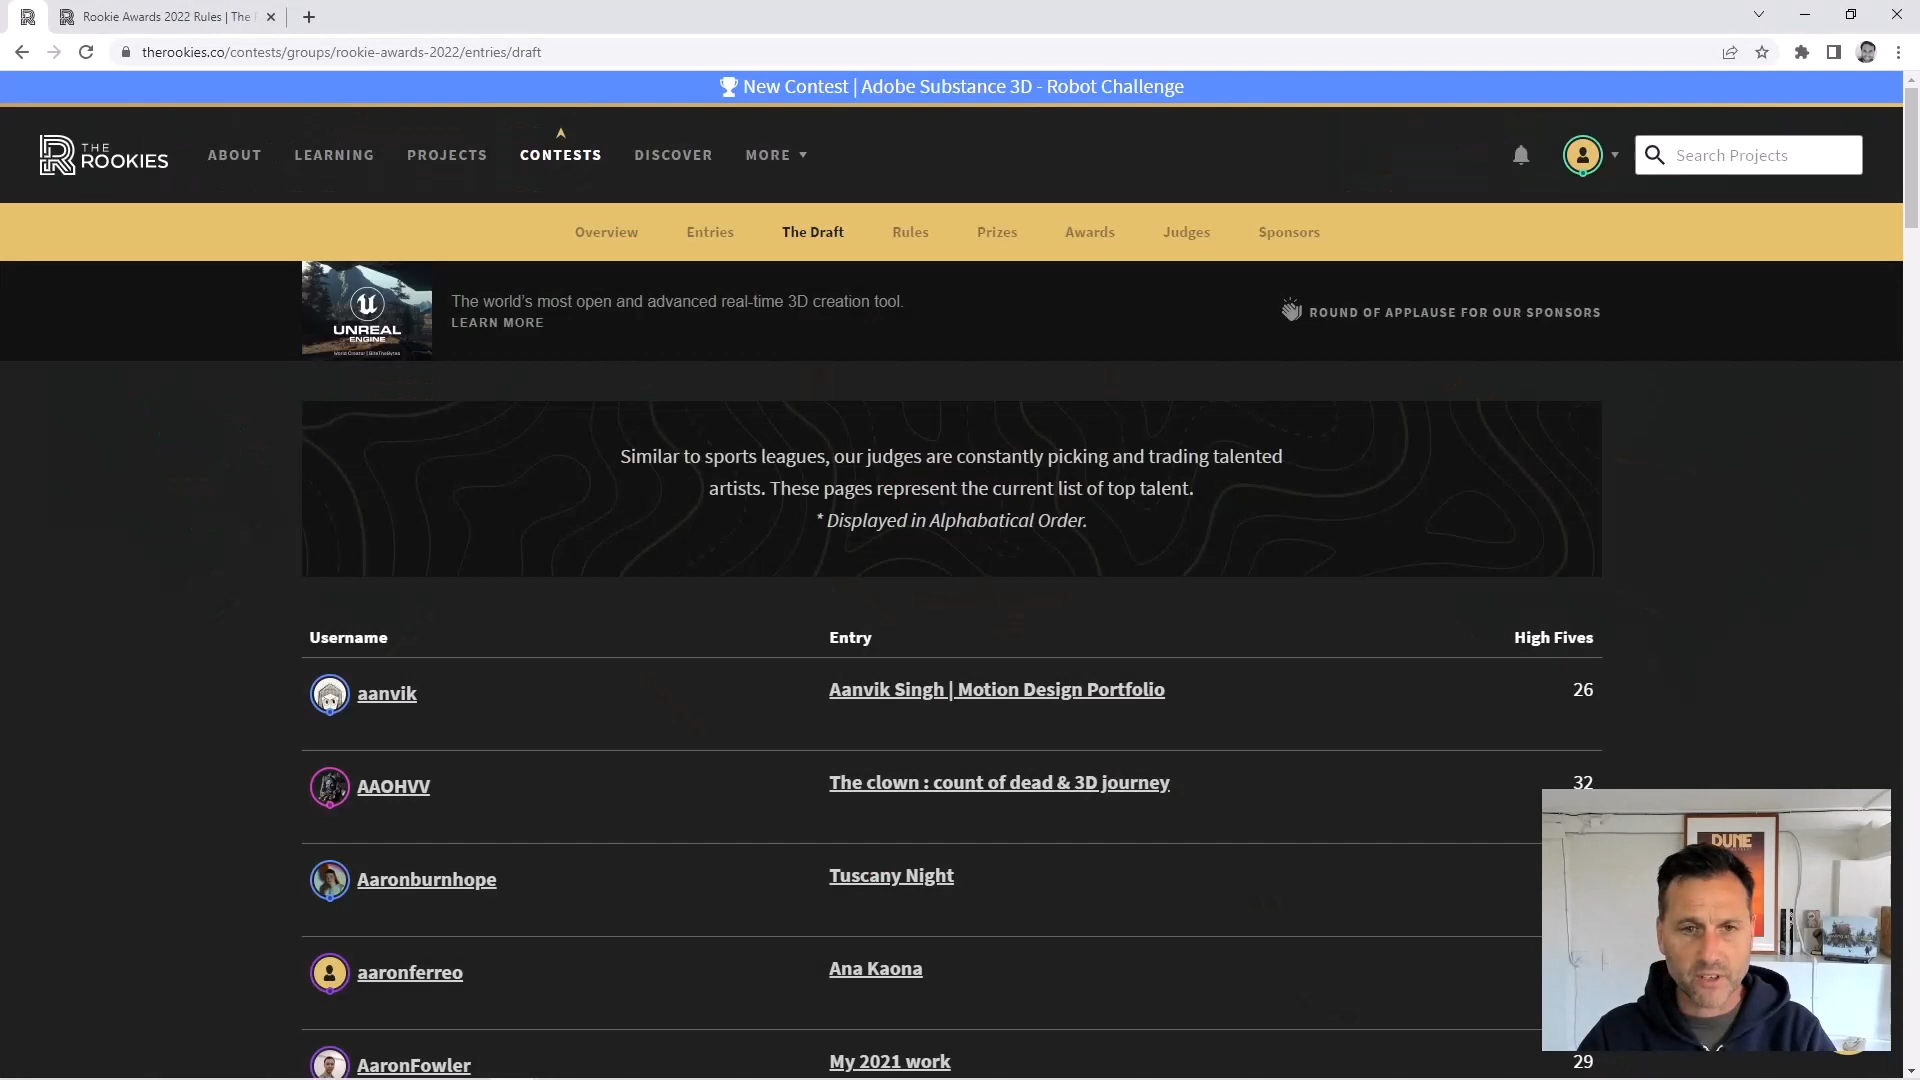 Rookie Awards 2022 Rules | The
therookies.co/contests/groups/rookie-awards-2022/entries/draft
New Contest | Adobe Substance 3D - Robot Challenge
THE ROOKIES
ABOUT
LEARNING
PROJECTS
CONTESTS
DISCOVER
MORE
Search Projects
Overview
Entries
The Draft
Rules
Prizes
Awards
Judges
Sponsors
UNREAL
ENGINE
World Creator | BiteTheBytes
The world's most open and advanced real-time 3D creation tool.
LEARN MORE
ROUND OF APPLAUSE FOR OUR SPONSORS
Similar to sports leagues, our judges are constantly picking and trading talented
artists. These pages represent the current list of top talent.
* Displayed in Alphabatical Order.
Username Entry High Fives
aanvik Aanvik Singh | Motion Design Portfolio 26
AAOHVV The clown : count of dead & 3D journey 32
Aaronburnhope Tuscany Night
aaronferreo Ana Kaona
AaronFowler My 2021 work 29
DUNE